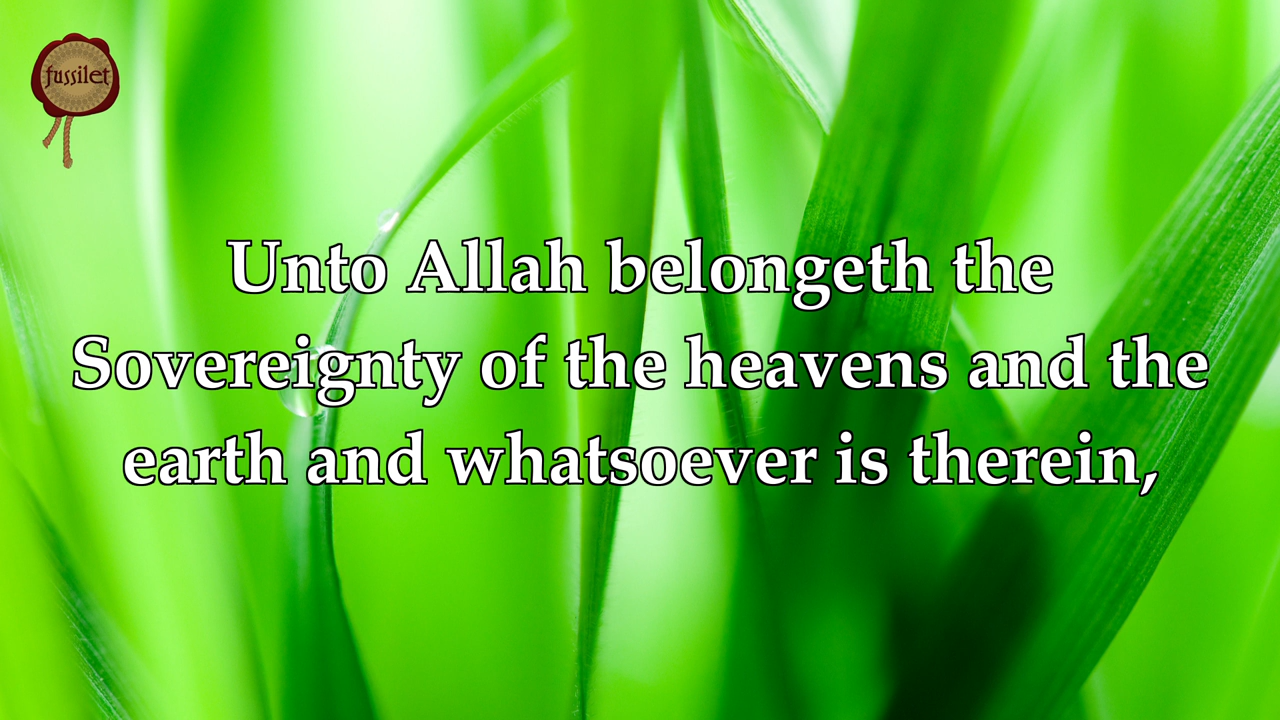 fussilet
Unto Allah belongeth the
Sovereignty of the heavens and the
earth and whatsoever is therein,